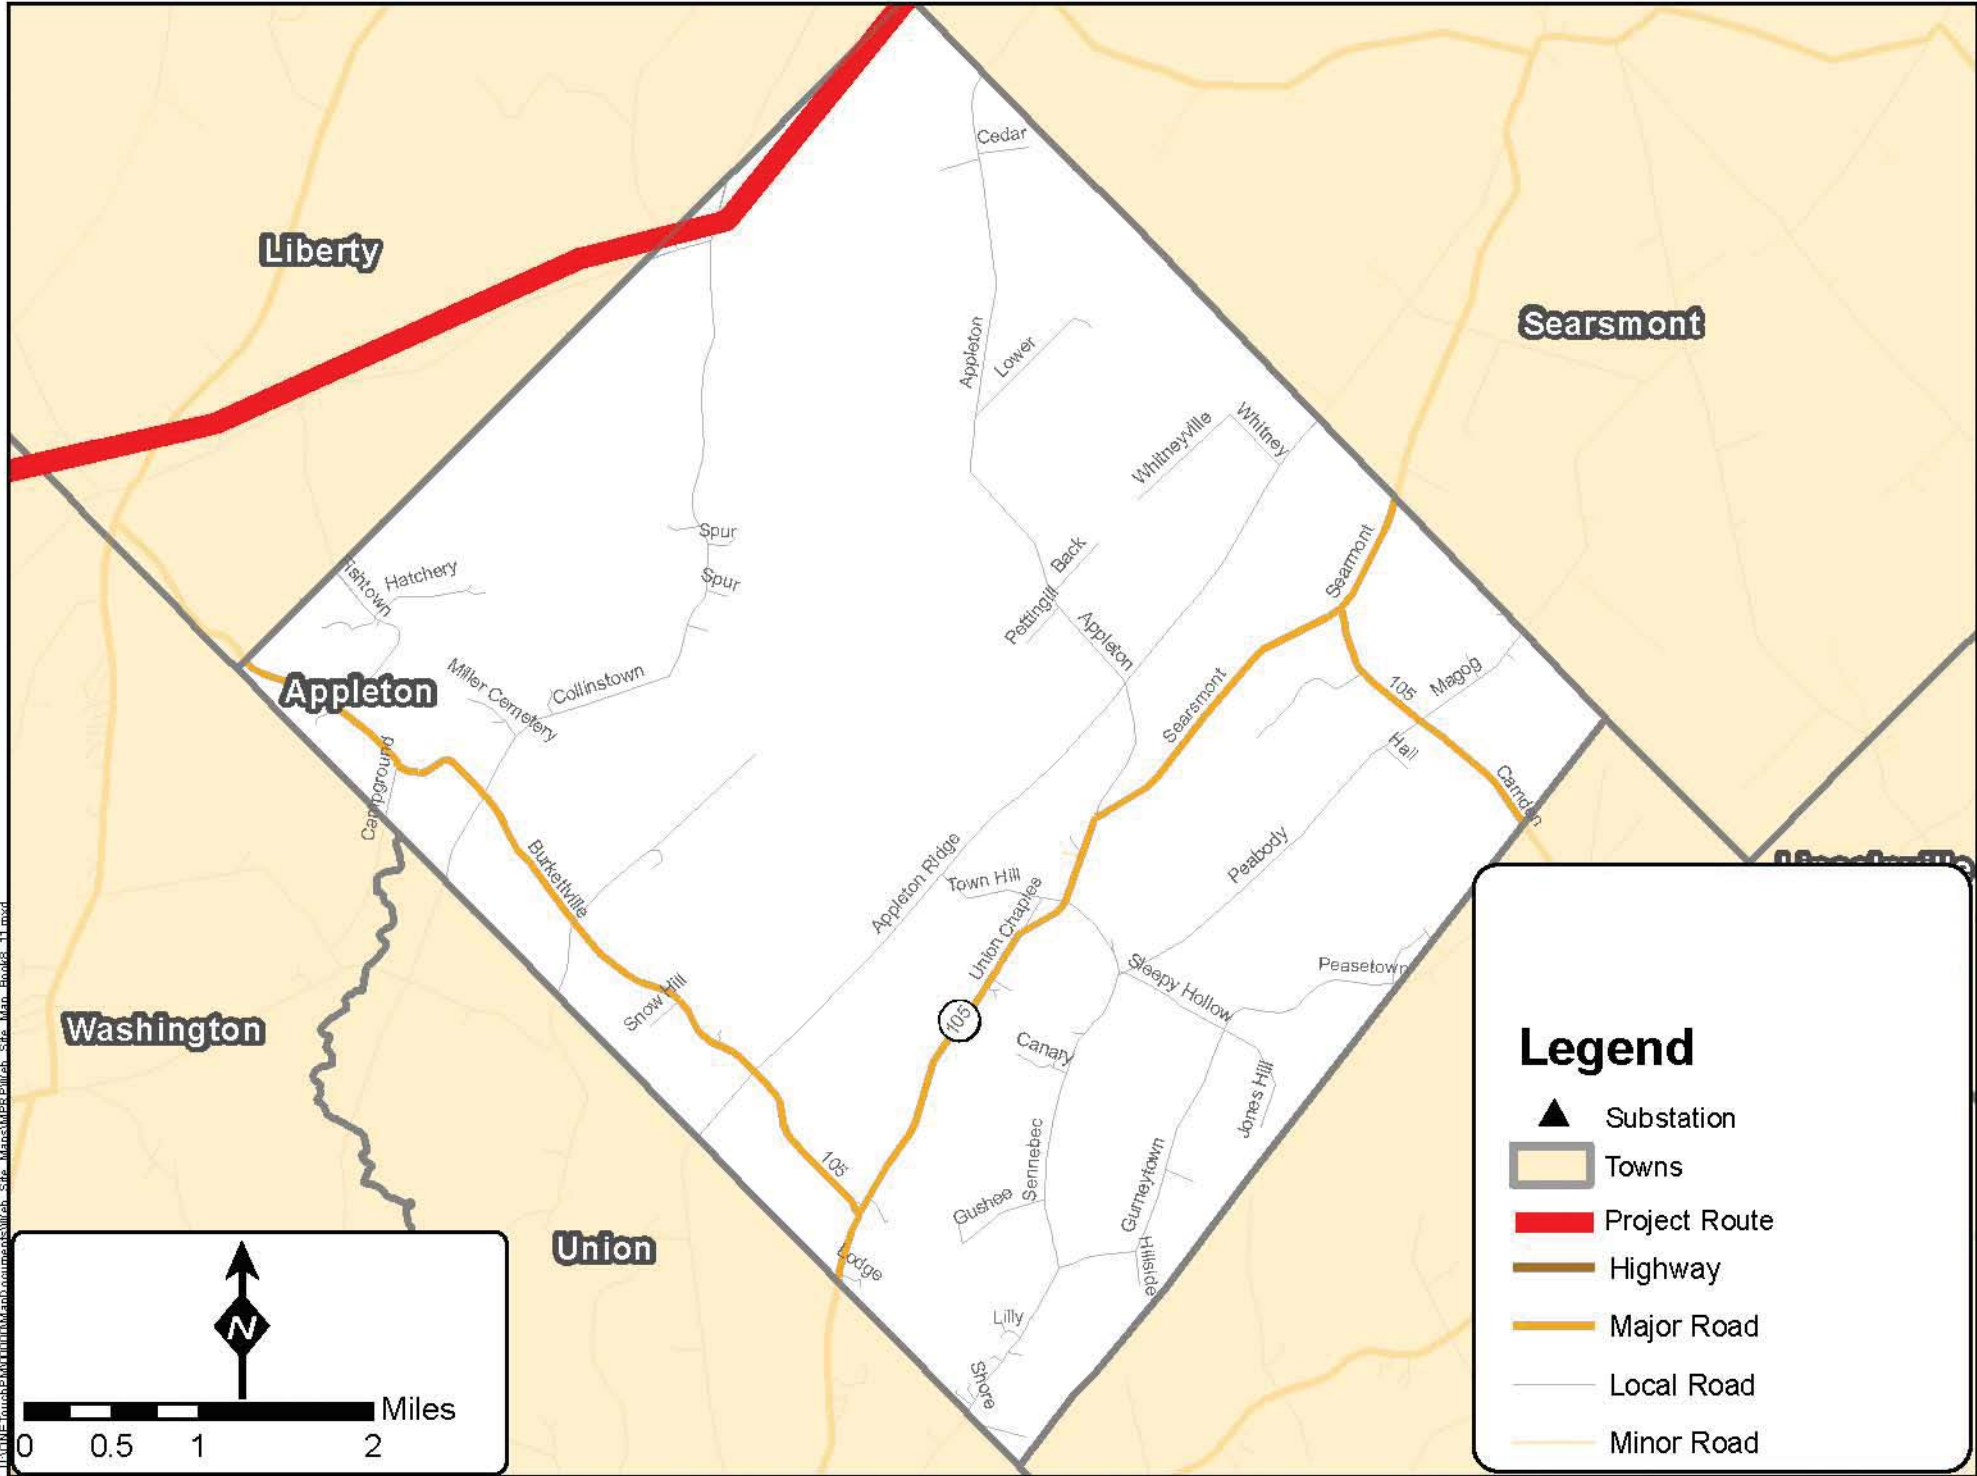 Cedar
Liberty
Searsmont
Appleton
Lower
Whitneyville
Whitney
Spur
Searmont
Back
Fishtown
Hatchery
Spur
Pettingill
Appleton
Appleton
Miller Cemetery
Collinstown
Searsmont
105
Magog
Hall
Campground
Camden
Burkettville
Appleton Ridge
Town Hill
Peabody
Union Chaples
Sleepy Hollow
Peasetown
Snow Hill
105
Washington
Canary
Jones Hill
105
Sennebec
Gurneytown
Gushee
Union
Lodge
Hillside
Lilly
Shore
N
Miles
0 0.5 1 2
Legend
Substation
Towns
Project Route
Highway
Major Road
Local Road
Minor Road